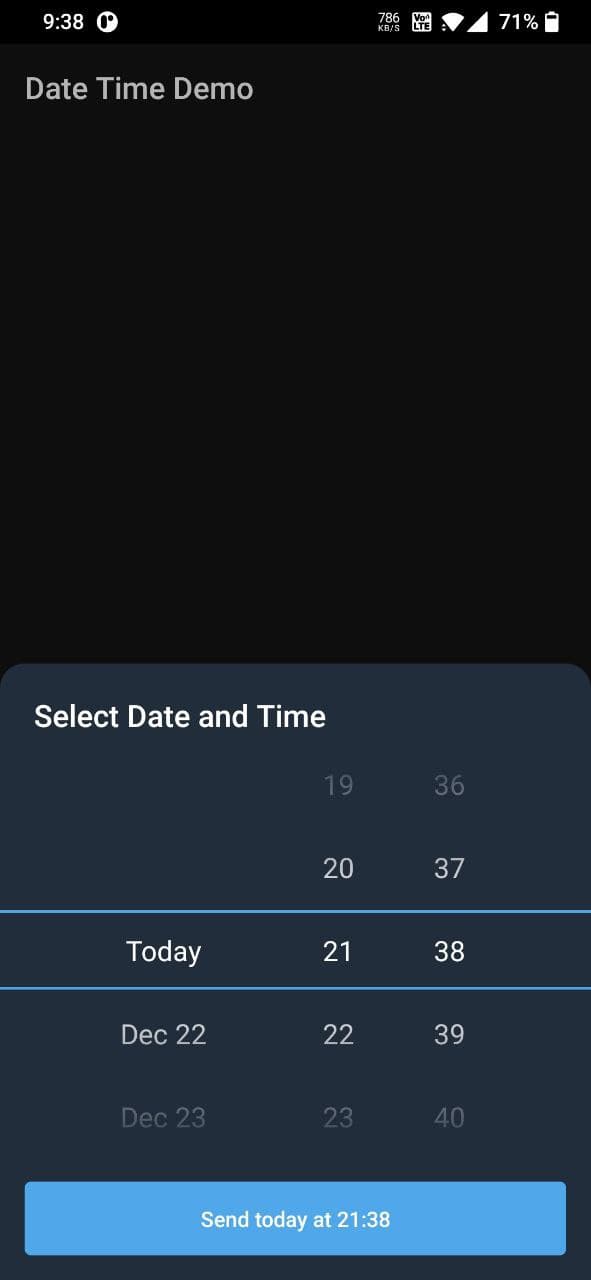 9:38 786 KB/S Vo LTE 71%
Date Time Demo
Select Date and Time
19 36
20 37
Today 21 38
Dec 22 22 39
Dec 23 23 40
Send today at 21:38